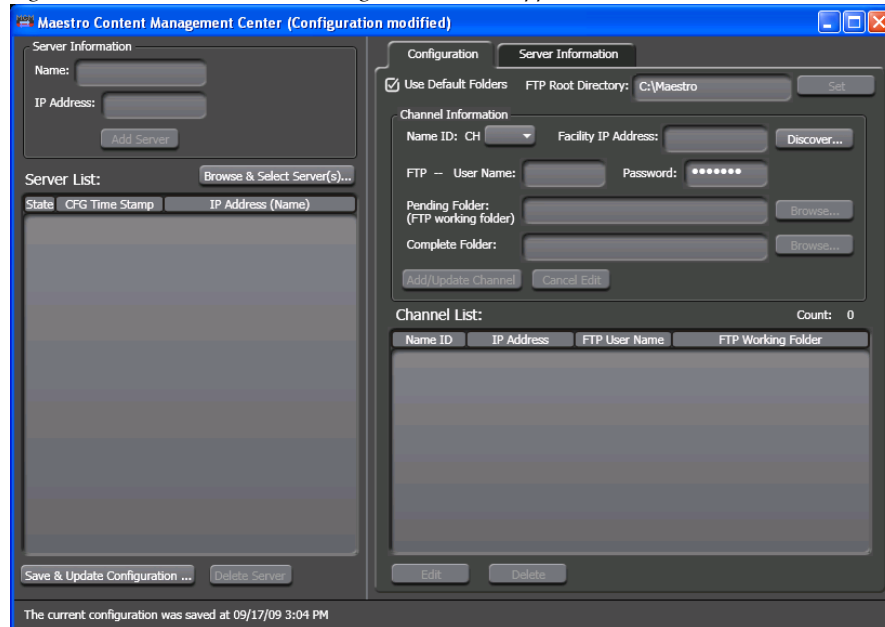 Maestro Content Management Center (Configuration modified)
Server Information
Name:
IP Address:
Add Server
Server List:
Browse & Select Server(s)...
State CFG Time Stamp IP Address (Name)
Save & Update Configuration ...
Delete Server
Configuration
Server Information
Use Default Folders
FTP Root Directory:
C:\Maestro
Set
Channel Information
Name ID: CH
Facility IP Address:
Discover...
FTP -- User Name:
Password:
•••••••
Pending Folder:
(FTP working folder)
Browse...
Complete Folder:
Browse...
Add/Update Channel
Cancel Edit
Channel List:
Count: 0
Name ID IP Address FTP User Name FTP Working Folder
Edit
Delete
The current configuration was saved at 09/17/09 3:04 PM